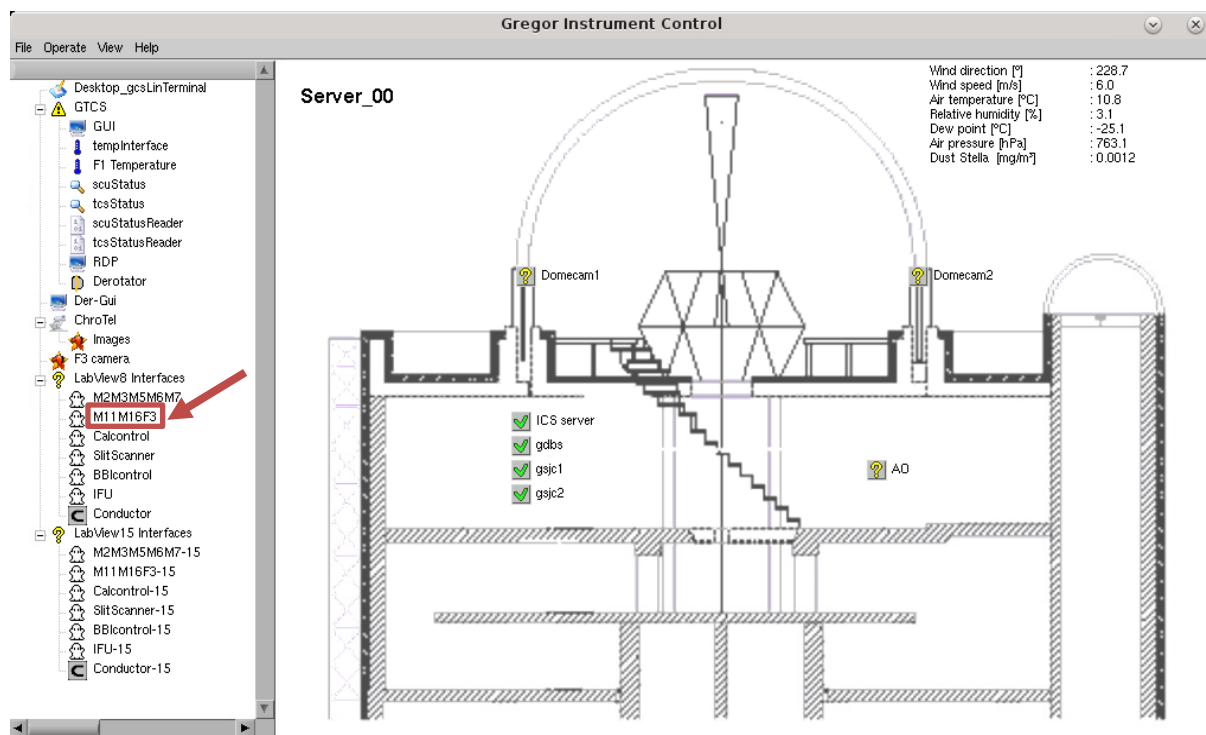 Gregor Instrument Control
File Operate View Help
Desktop_gcsLinTerminal
GTCS
GUI
tempInterface
F1 Temperature
scuStatus
tcsStatus
scuStatusReader
tcsStatusReader
RDP
Derotator
Der-Gui
ChroTel
Images
F3 camera
LabView8 Interfaces
M2M3M5M6M7
M11M16F3
Calcontrol
SlitScanner
BBIcontrol
IFU
Conductor
LabView15 Interfaces
M2M3M5M6M7-15
M11M16F3-15
Calcontrol-15
SlitScanner-15
BBIcontrol-15
IFU-15
Conductor-15
Server_00
Wind direction [º] : 228.7
Wind speed [m/s] : 6.0
Air temperature [ºC] : 10.8
Relative humidity [%] : 3.1
Dew point [ºC] : -25.1
Air pressure [hPa] : 763.1
Dust Stella [mg/m³] : 0.0012
Domecam1
Domecam2
ICS server
gdbs
gsjc1
gsjc2
AO